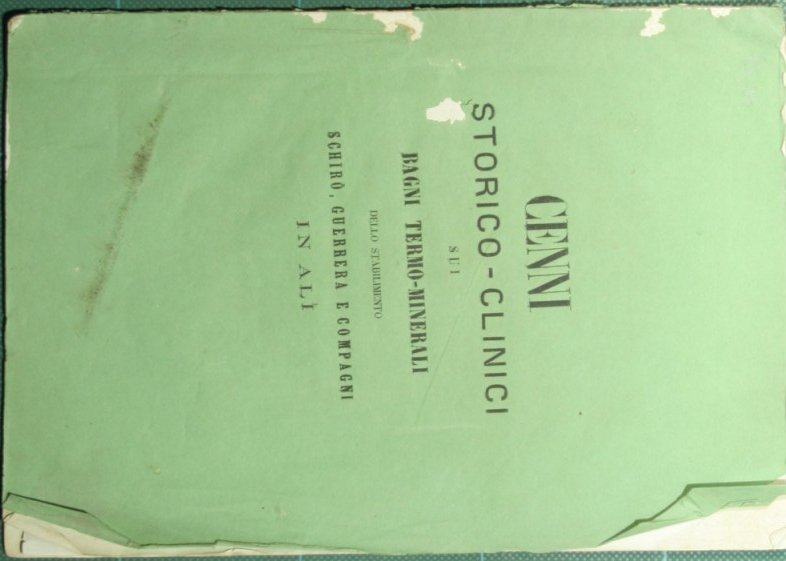 CENNI
STORICO-CLINICI
SUI
BAGNI TERMO-MINERALI
DELLO STABILIMENTO
SCHIRÒ, GUERRERA E COMPAGNI
IN ALÌ